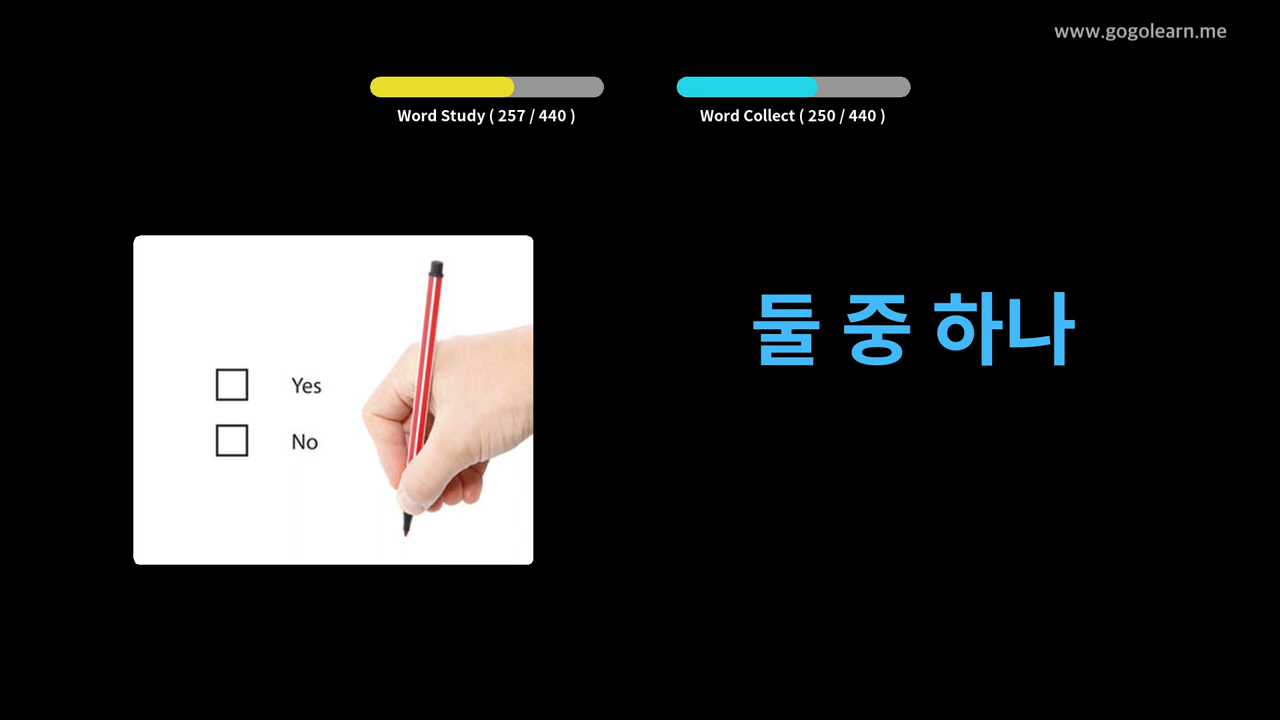 www.gogolearn.me
Word Study ( 257 / 440 )
Word Collect ( 250 / 440 )
Yes
No
둘 중 하나